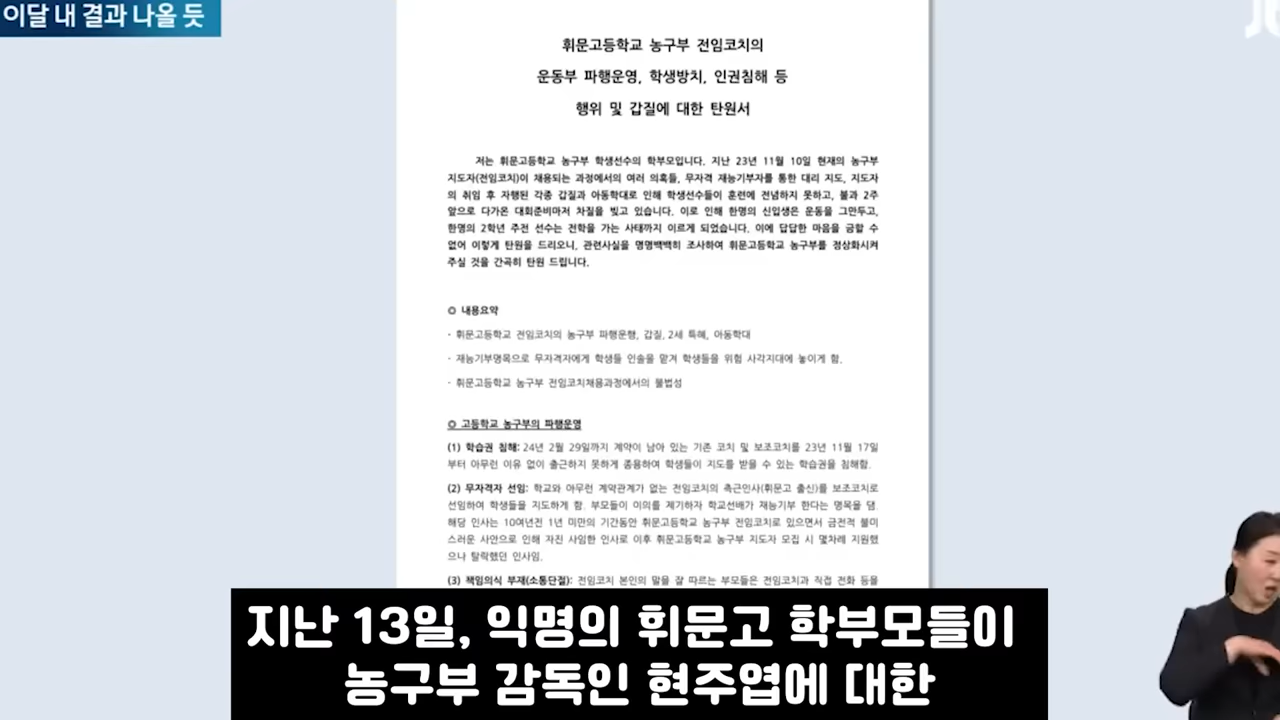 이달 내 결과 나올 듯
휘문고등학교 농구부 전임코치의
운동부 파행운영, 학생방치, 인권침해 등
행위 및 갑질에 대한 탄원서
저는 휘문고등학교 농구부 학생선수의 학부모입니다. 지난 23년 11월 10일 현재의 농구부
지도자(전임코치)이 채용되는 과정에서의 여러 의혹들, 무자격 재능기부자를 통한 대리 지도, 지도자
의 취임 후 자행된 각종 갑질과 아동학대로 인해 학생선수들이 훈련에 전념하지 못하고, 불과 2주
앞으로 다가온 대회준비마저 차질을 빚고 있습니다. 이로 인해 한명의 신입생은 운동을 그만두고,
한명의 2학년 주전 선수는 전학을 가는 사태까지 이르게 되었습니다. 이에 답답한 마음을 금할 수
없어 이렇게 탄원을 드리오니, 관련사실을 명명백백히 조사하여 휘문고등학교 농구부를 정상화시켜
주실 것을 간곡히 탄원 드립니다.
◎ 내용요약
- 휘문고등학교 전임코치의 농구부 파행운행, 갑질, 2세 특혜, 아동학대
- 재능기부명목으로 무자격자에게 학생들 인솔을 맡겨 학생들을 위험 사각지대에 놓이게 함.
- 휘문고등학교 농구부 전임코치채용과정에서의 불법성
◎ 고등학교 농구부의 파행운영
(1) 학습권 침해: 24년 2월 29일까지 계약이 남아 있는 기존 코치 및 보조코치를 23년 11월 17일
부터 아무런 이유 없이 출근하지 못하게 종용하여 학생들이 지도를 받을 수 있는 학습권을 침해함.
(2) 무자격자 선임: 학교와 아무런 계약관계가 없는 전임코치의 측근인사(휘문고 출신)를 보조코치로
선임하여 학생들을 지도하게 함. 부모들이 이의를 제기하자 학교선배가 재능기부 한다는 명목을 댐.
해당 인사는 10여년전 1년 미만의 기간동안 휘문고등학교 농구부 전임코치로 있으면서 금전적 불미
스러운 사안으로 인해 자진 사임한 인사로 이후 휘문고등학교 농구부 지도자 모집 시 몇차례 지원했
으나 탈락했던 인사임.
(3) 책임의식 부재(소통단절): 전임코치 본인의 말을 잘 따르는 부모들은 전임코치과 직접 전화 등을
지난 13일, 익명의 휘문고 학부모들이
농구부 감독인 현주엽에 대한